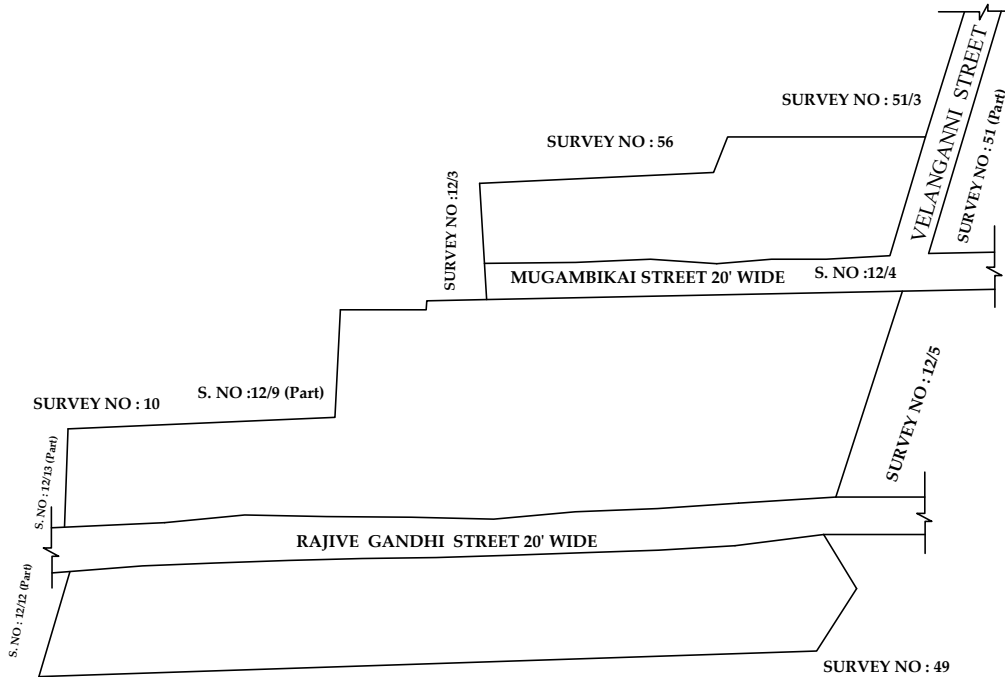 VELANGANNI STREET
SURVEY NO : 51/3
SURVEY NO : 51 (Part)
SURVEY NO : 56
SURVEY NO :12/3
MUGAMBIKAI STREET 20' WIDE
S. NO :12/4
SURVEY NO : 12/5
S. NO :12/9 (Part)
SURVEY NO : 10
S. NO : 12/13 (Part)
RAJIVE GANDHI STREET 20' WIDE
S. NO : 12/12 (Part)
SURVEY NO : 49